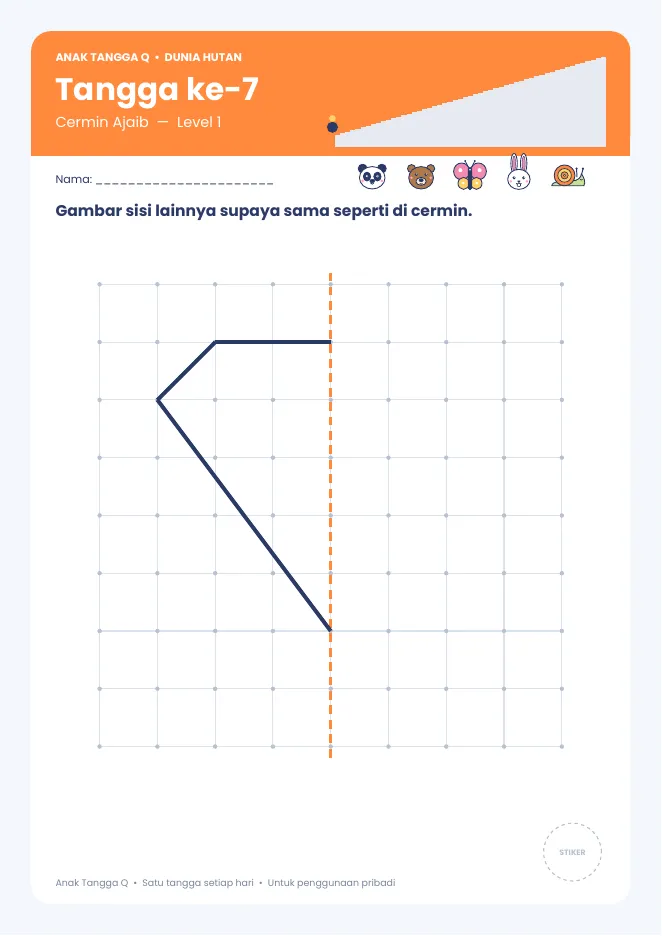 ANAK TANGGA Q • DUNIA HUTAN
Tangga ke-7
Cermin Ajaib — Level 1
Nama: _______________________
Gambar sisi lainnya supaya sama seperti di cermin.
STIKER
Anak Tangga Q • Satu tangga setiap hari • Untuk penggunaan pribadi